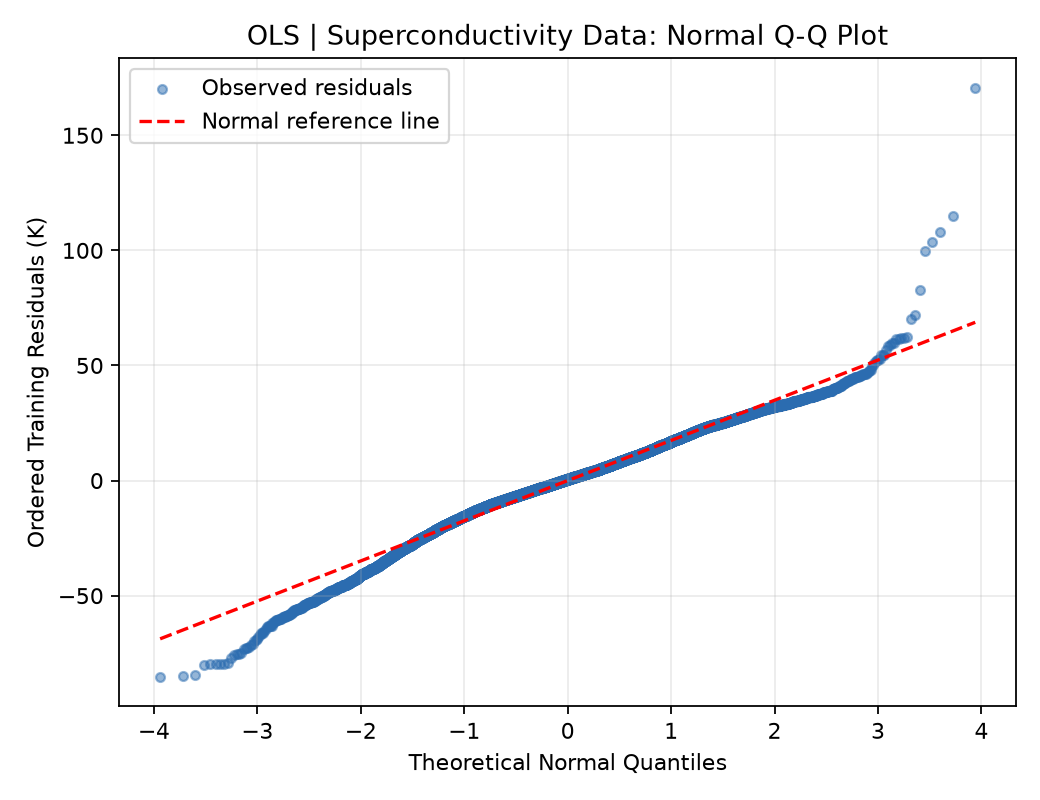 OLS | Superconductivity Data: Normal Q-Q Plot
Observed residuals
Normal reference line
150
100
50
0
−50
Ordered Training Residuals (K)
−4 −3 −2 −1 0 1 2 3 4
Theoretical Normal Quantiles